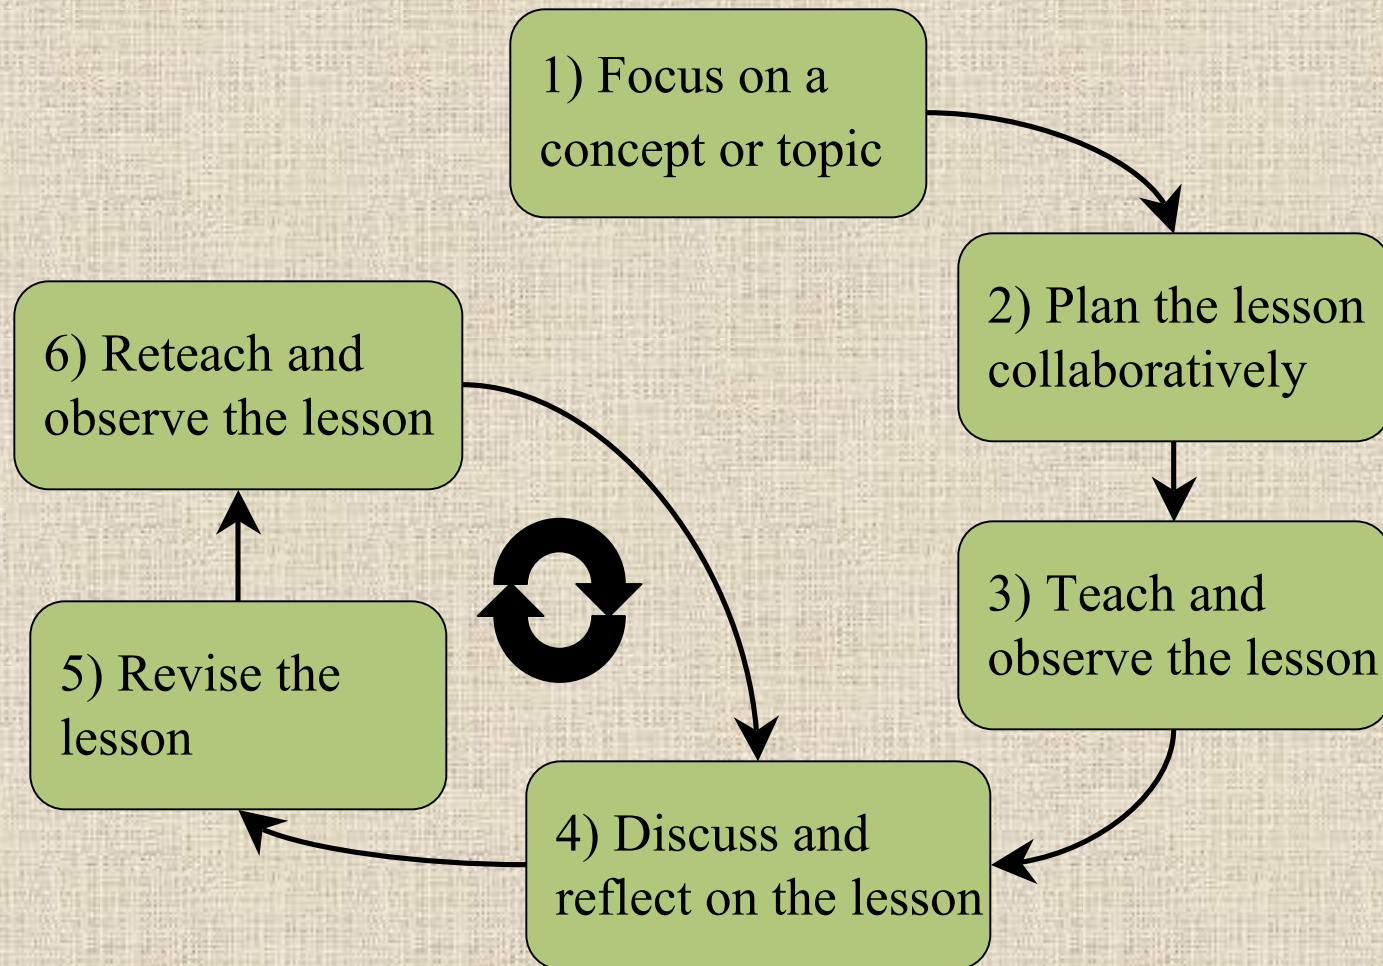 1) Focus on a
concept or topic
2) Plan the lesson
collaboratively
3) Teach and
observe the lesson
4) Discuss and
reflect on the lesson
5) Revise the
lesson
6) Reteach and
observe the lesson